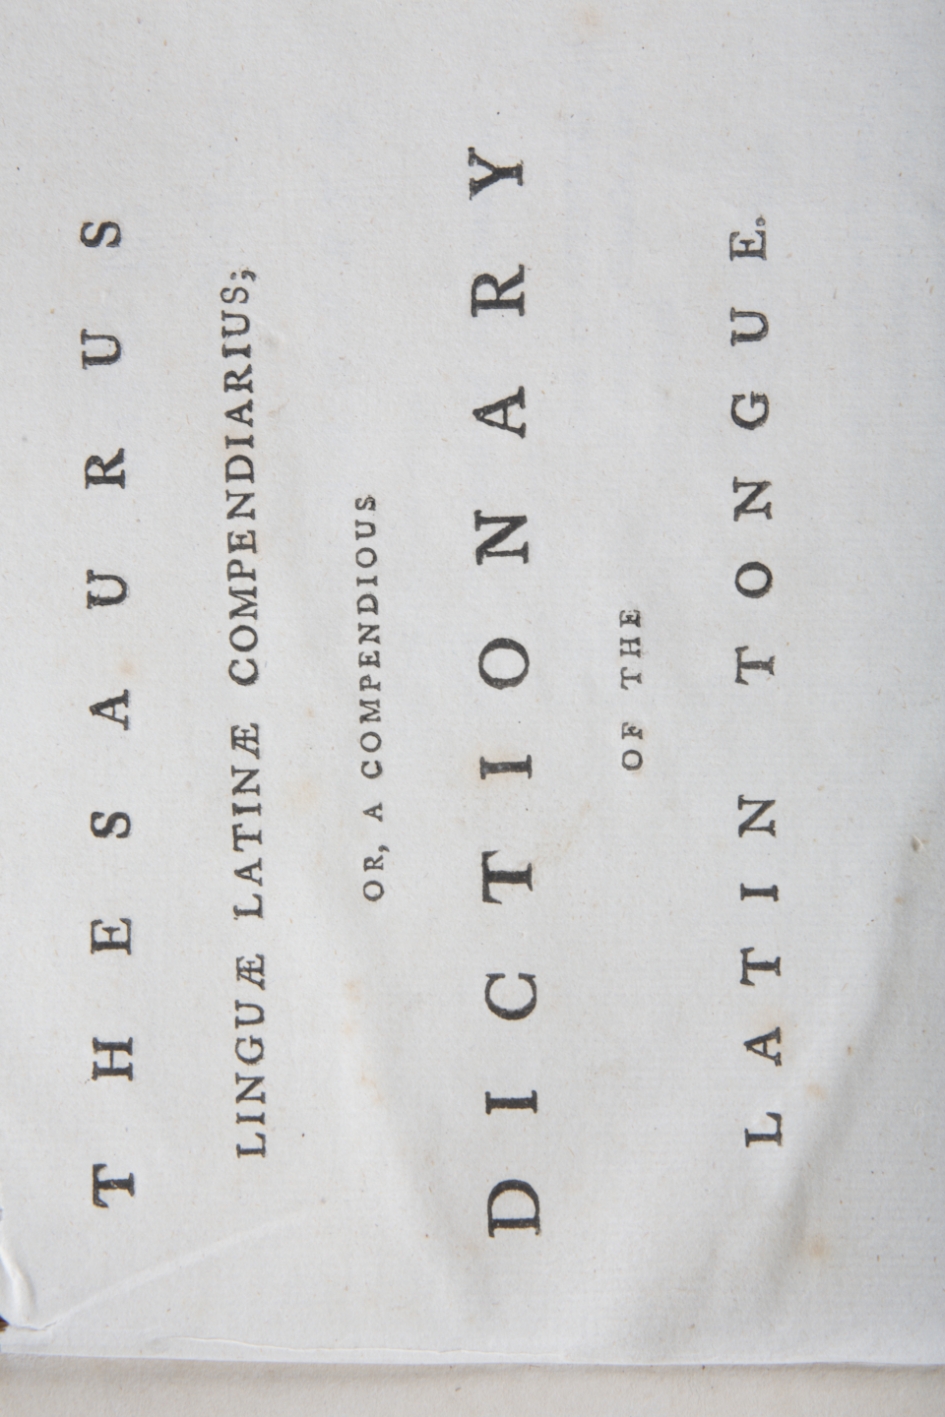 THESAURUS
LINGUÆ LATINÆ COMPENDIARIUS;
OR, A COMPENDIOUS
DICTIONARY
OF THE
LATIN TONGUE.